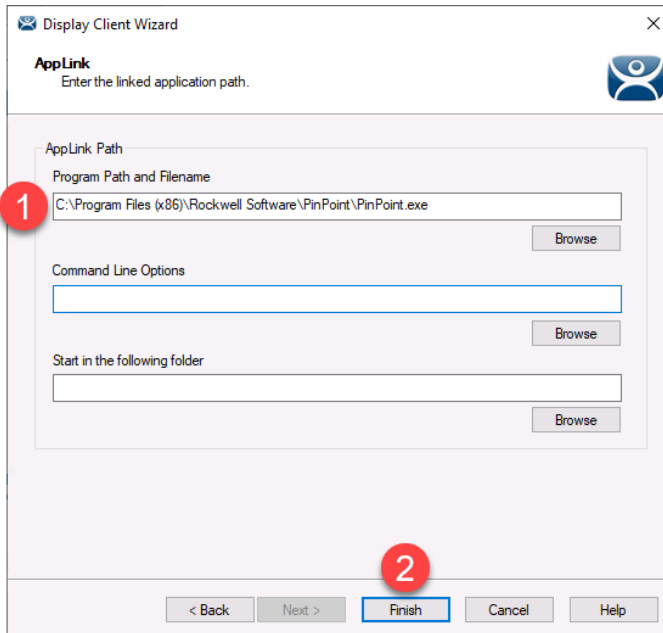 Display Client Wizard
AppLink
Enter the linked application path.
AppLink Path
Program Path and Filename
1
C:\Program Files (x86)\Rockwell Software\PinPoint\PinPoint.exe
Browse
Command Line Options
Browse
Start in the following folder
Browse
2
< Back Next > Finish Cancel Help